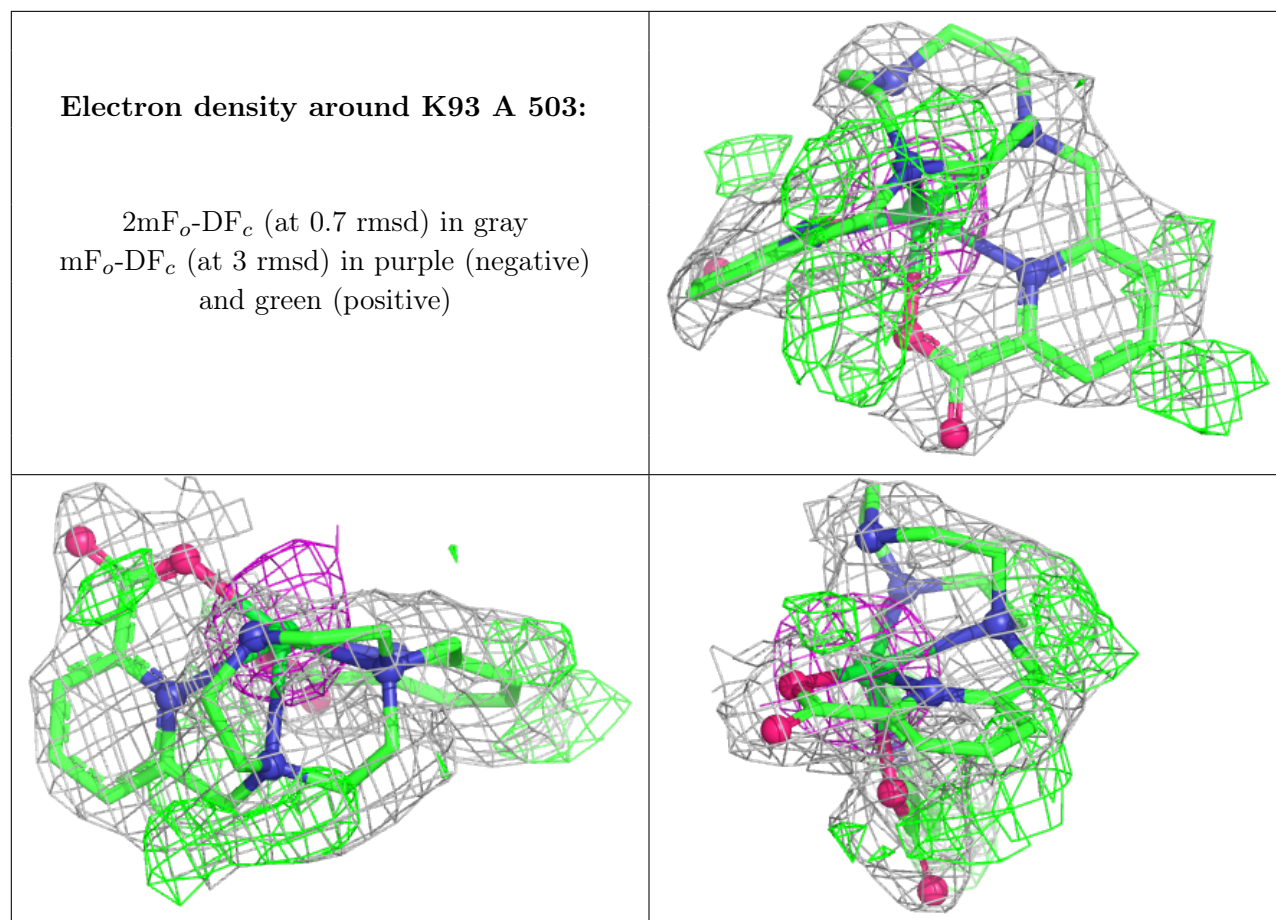 Electron density around K93 A 503:
2mFₒ-DF𝒸 (at 0.7 rmsd) in gray
mFₒ-DF𝒸 (at 3 rmsd) in purple (negative)
and green (positive)